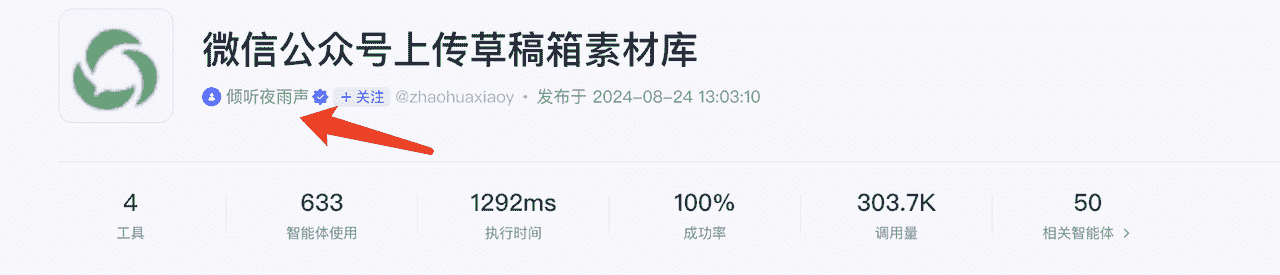 微信公众号上传草稿箱素材库
倾听夜雨声 + 关注 @zhaohuaxiaoy • 发布于 2024-08-24 13:03:10
4 633 1292ms 100% 303.7K 50
工具 智能体使用 执行时间 成功率 调用量 相关智能体 >